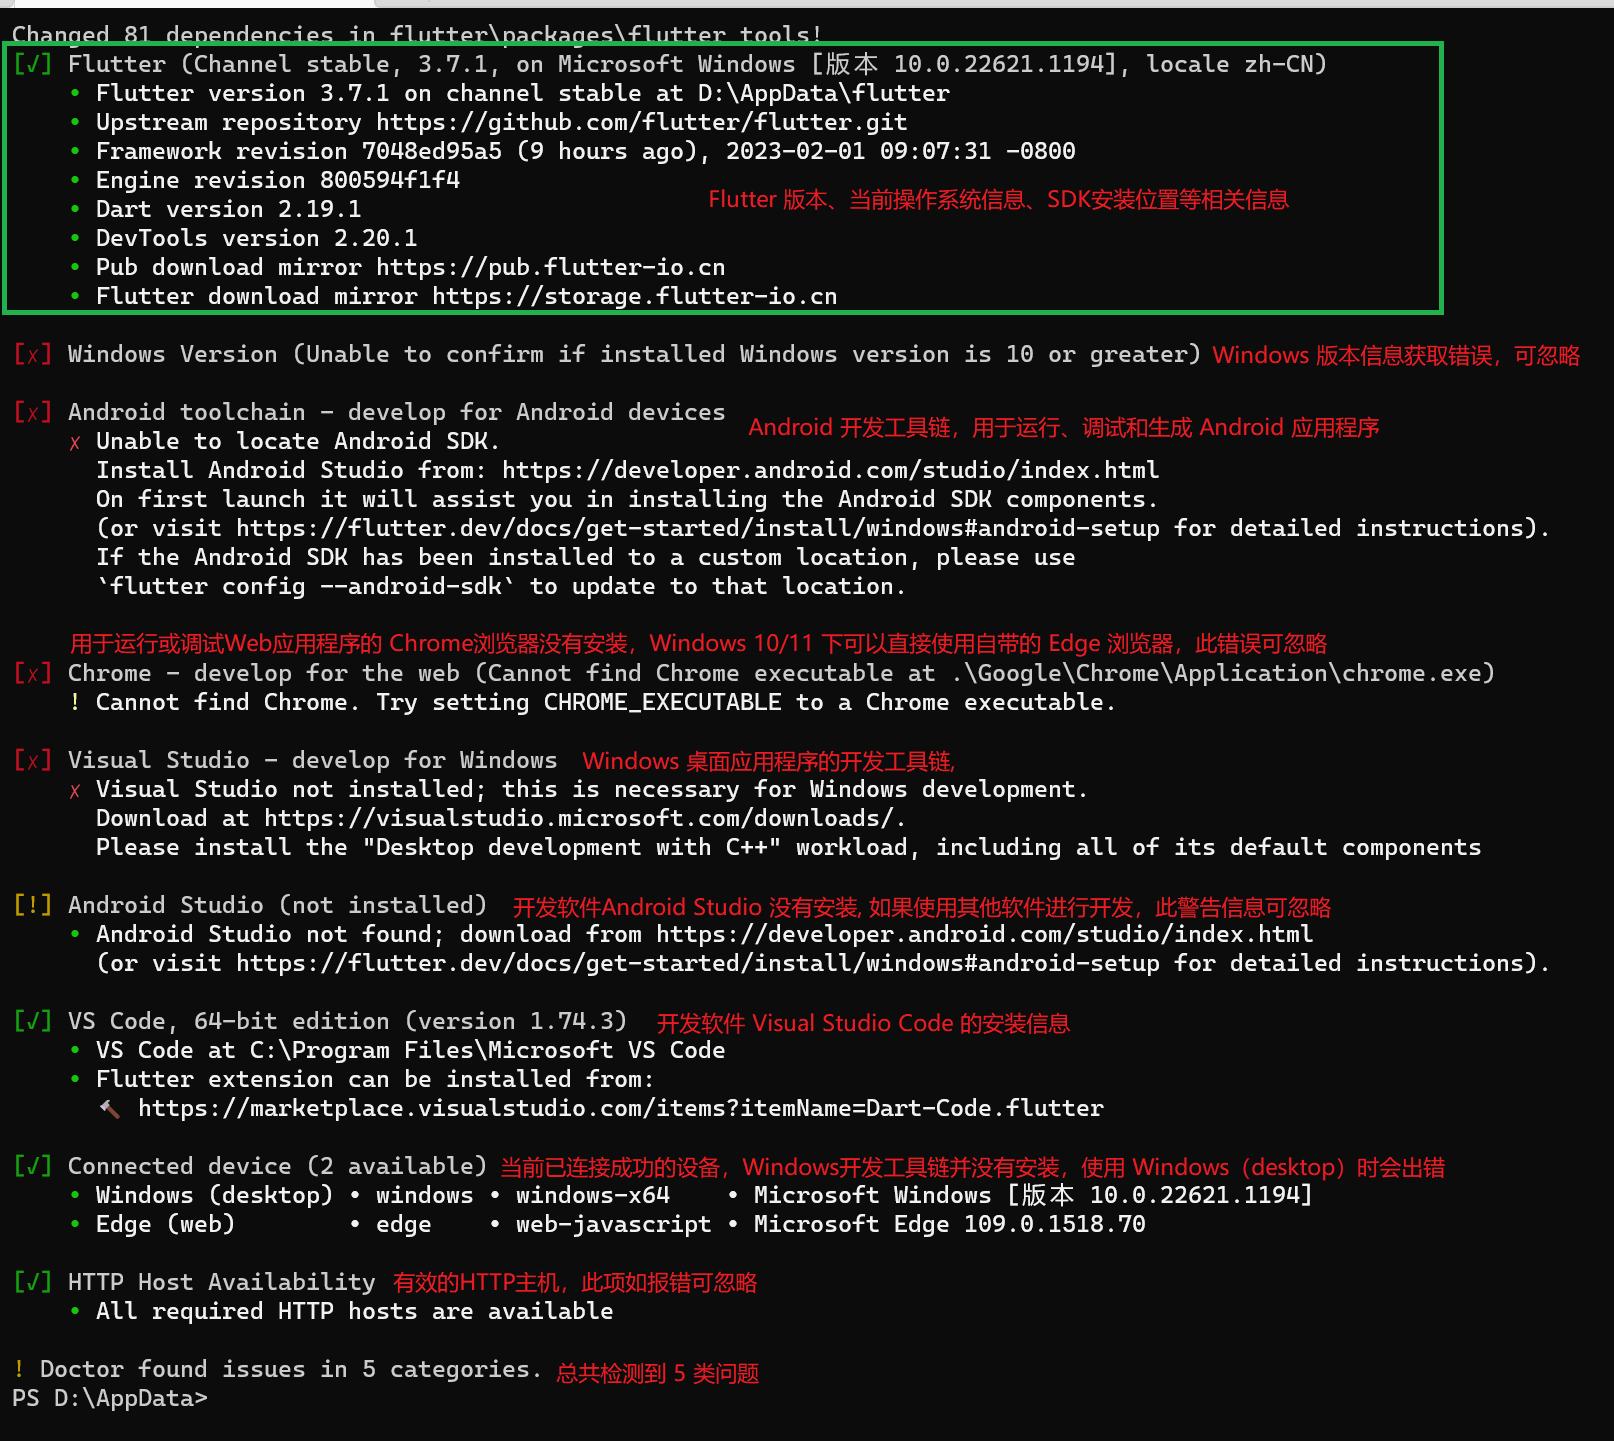 Changed 81 dependencies in flutter\packages\flutter_tools!
[√] Flutter (Channel stable, 3.7.1, on Microsoft Windows [版本 10.0.22621.1194], locale zh-CN)
• Flutter version 3.7.1 on channel stable at D:\AppData\flutter
• Upstream repository https://github.com/flutter/flutter.git
• Framework revision 7048ed95a5 (9 hours ago), 2023-02-01 09:07:31 -0800
• Engine revision 800594f1f4
Flutter 版本、当前操作系统信息、SDK安装位置等相关信息
• Dart version 2.19.1
• DevTools version 2.20.1
• Pub download mirror https://pub.flutter-io.cn
• Flutter download mirror https://storage.flutter-io.cn
[✗] Windows Version (Unable to confirm if installed Windows version is 10 or greater) Windows 版本信息获取错误，可忽略
[✗] Android toolchain - develop for Android devices
Android 开发工具链，用于运行、调试和生成 Android 应用程序
✗ Unable to locate Android SDK.
Install Android Studio from: https://developer.android.com/studio/index.html
On first launch it will assist you in installing the Android SDK components.
(or visit https://flutter.dev/docs/get-started/install/windows#android-setup for detailed instructions).
If the Android SDK has been installed to a custom location, please use
`flutter config --android-sdk` to update to that location.
用于运行或调试Web应用程序的 Chrome浏览器没有安装，Windows 10/11 下可以直接使用自带的 Edge 浏览器，此错误可忽略
[✗] Chrome - develop for the web (Cannot find Chrome executable at .\Google\Chrome\Application\chrome.exe)
! Cannot find Chrome. Try setting CHROME_EXECUTABLE to a Chrome executable.
[✗] Visual Studio - develop for Windows Windows 桌面应用程序的开发工具链,
✗ Visual Studio not installed; this is necessary for Windows development.
Download at https://visualstudio.microsoft.com/downloads/.
Please install the "Desktop development with C++" workload, including all of its default components
[!] Android Studio (not installed) 开发软件Android Studio 没有安装, 如果使用其他软件进行开发，此警告信息可忽略
• Android Studio not found; download from https://developer.android.com/studio/index.html
(or visit https://flutter.dev/docs/get-started/install/windows#android-setup for detailed instructions).
[√] VS Code, 64-bit edition (version 1.74.3) 开发软件 Visual Studio Code 的安装信息
• VS Code at C:\Program Files\Microsoft VS Code
• Flutter extension can be installed from:
🔨 https://marketplace.visualstudio.com/items?itemName=Dart-Code.flutter
[√] Connected device (2 available) 当前已连接成功的设备，Windows开发工具链并没有安装，使用 Windows（desktop）时会出错
• Windows (desktop) • windows • windows-x64 • Microsoft Windows [版本 10.0.22621.1194]
• Edge (web) • edge • web-javascript • Microsoft Edge 109.0.1518.70
[√] HTTP Host Availability 有效的HTTP主机，此项如报错可忽略
• All required HTTP hosts are available
! Doctor found issues in 5 categories. 总共检测到 5 类问题
PS D:\AppData>